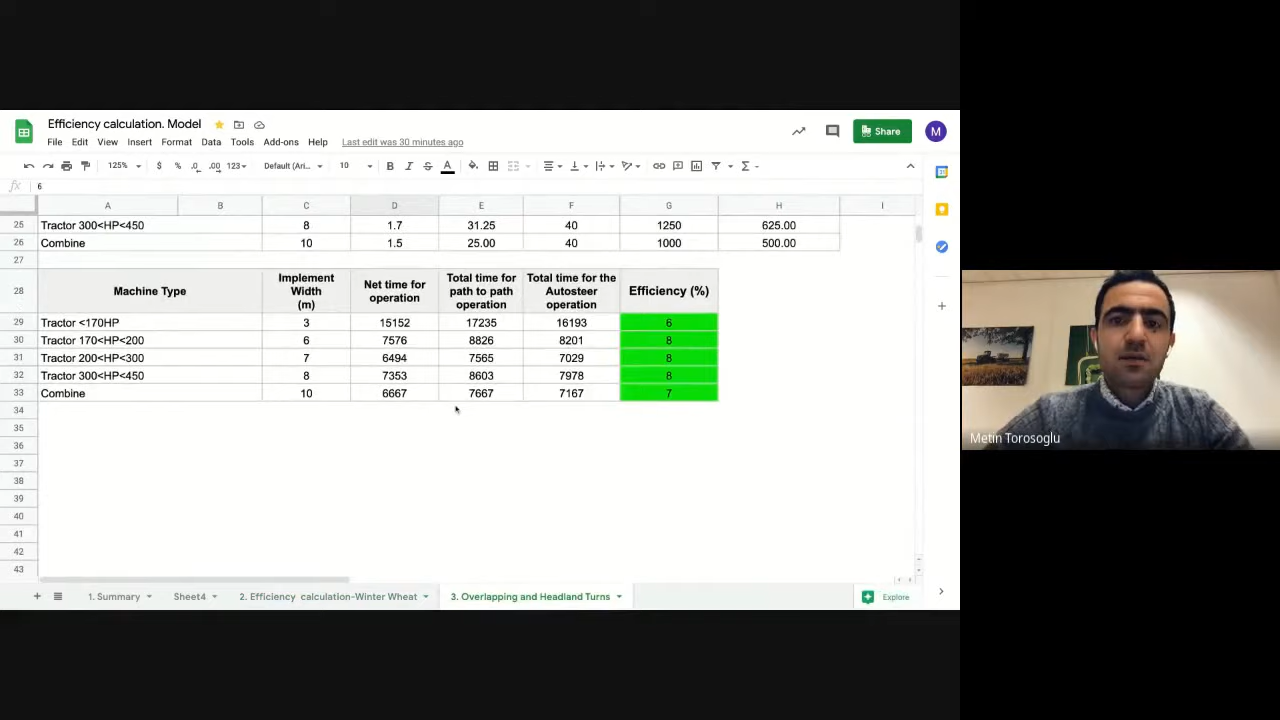 Efficiency calculation. Model
File Edit View Insert Format Data Tools Add-ons Help Last edit was 30 minutes ago
Share
M
125% $ % .0 .00 123 Default (Ari... 10 B I S A Σ
fx 6
A B C D E F G H I
25 Tractor 300<HP<450 8 1.7 31.25 40 1250 625.00
26 Combine 10 1.5 25.00 40 1000 500.00
27
28 Machine Type Implement Width (m) Net time for operation Total time for path to path operation Total time for the Autosteer operation Efficiency (%)
29 Tractor <170HP 3 15152 17235 16193 6
30 Tractor 170<HP<200 6 7576 8826 8201 8
31 Tractor 200<HP<300 7 6494 7565 7029 8
32 Tractor 300<HP<450 8 7353 8603 7978 8
33 Combine 10 6667 7667 7167 7
34
35
36
37
38
39
40
41
42
43
1. Summary Sheet4 2. Efficiency calculation-Winter Wheat 3. Overlapping and Headland Turns Explore
Metin Torosoglu